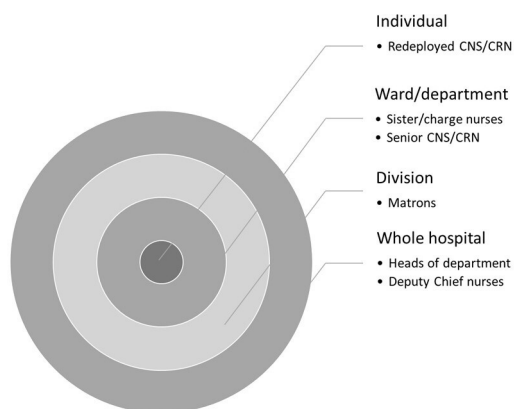 Individual
• Redeployed CNS/CRN
Ward/department
• Sister/charge nurses
• Senior CNS/CRN
Division
• Matrons
Whole hospital
• Heads of department
• Deputy Chief nurses